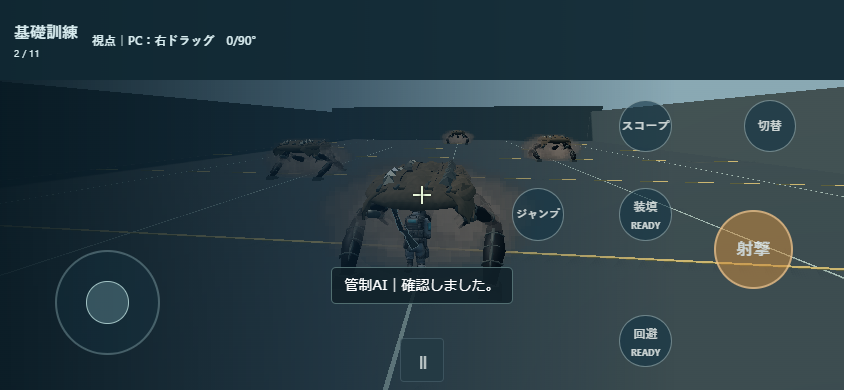 基礎訓練
2 / 11
視点｜PC：右ドラッグ　0/90°
スコープ
切替
ジャンプ
装填
READY
射撃
管制AI｜確認しました。
回避
READY